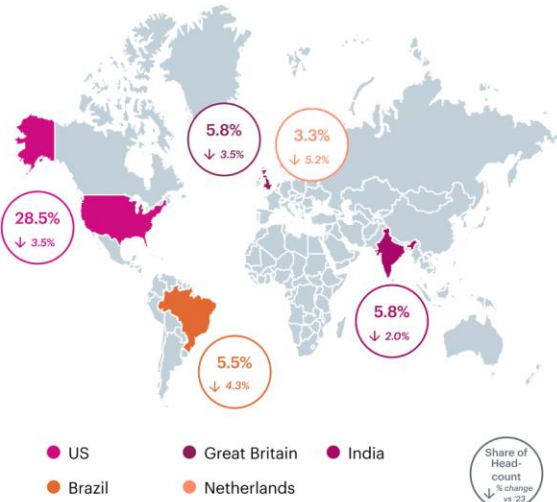 5.8%
↓ 3.5%
3.3%
↓ 5.2%
28.5%
↓ 3.5%
5.8%
↓ 2.0%
5.5%
↓ 4.3%
US
Great Britain
India
Brazil
Netherlands
Share of
Head-
count
↓ % change
vs '23